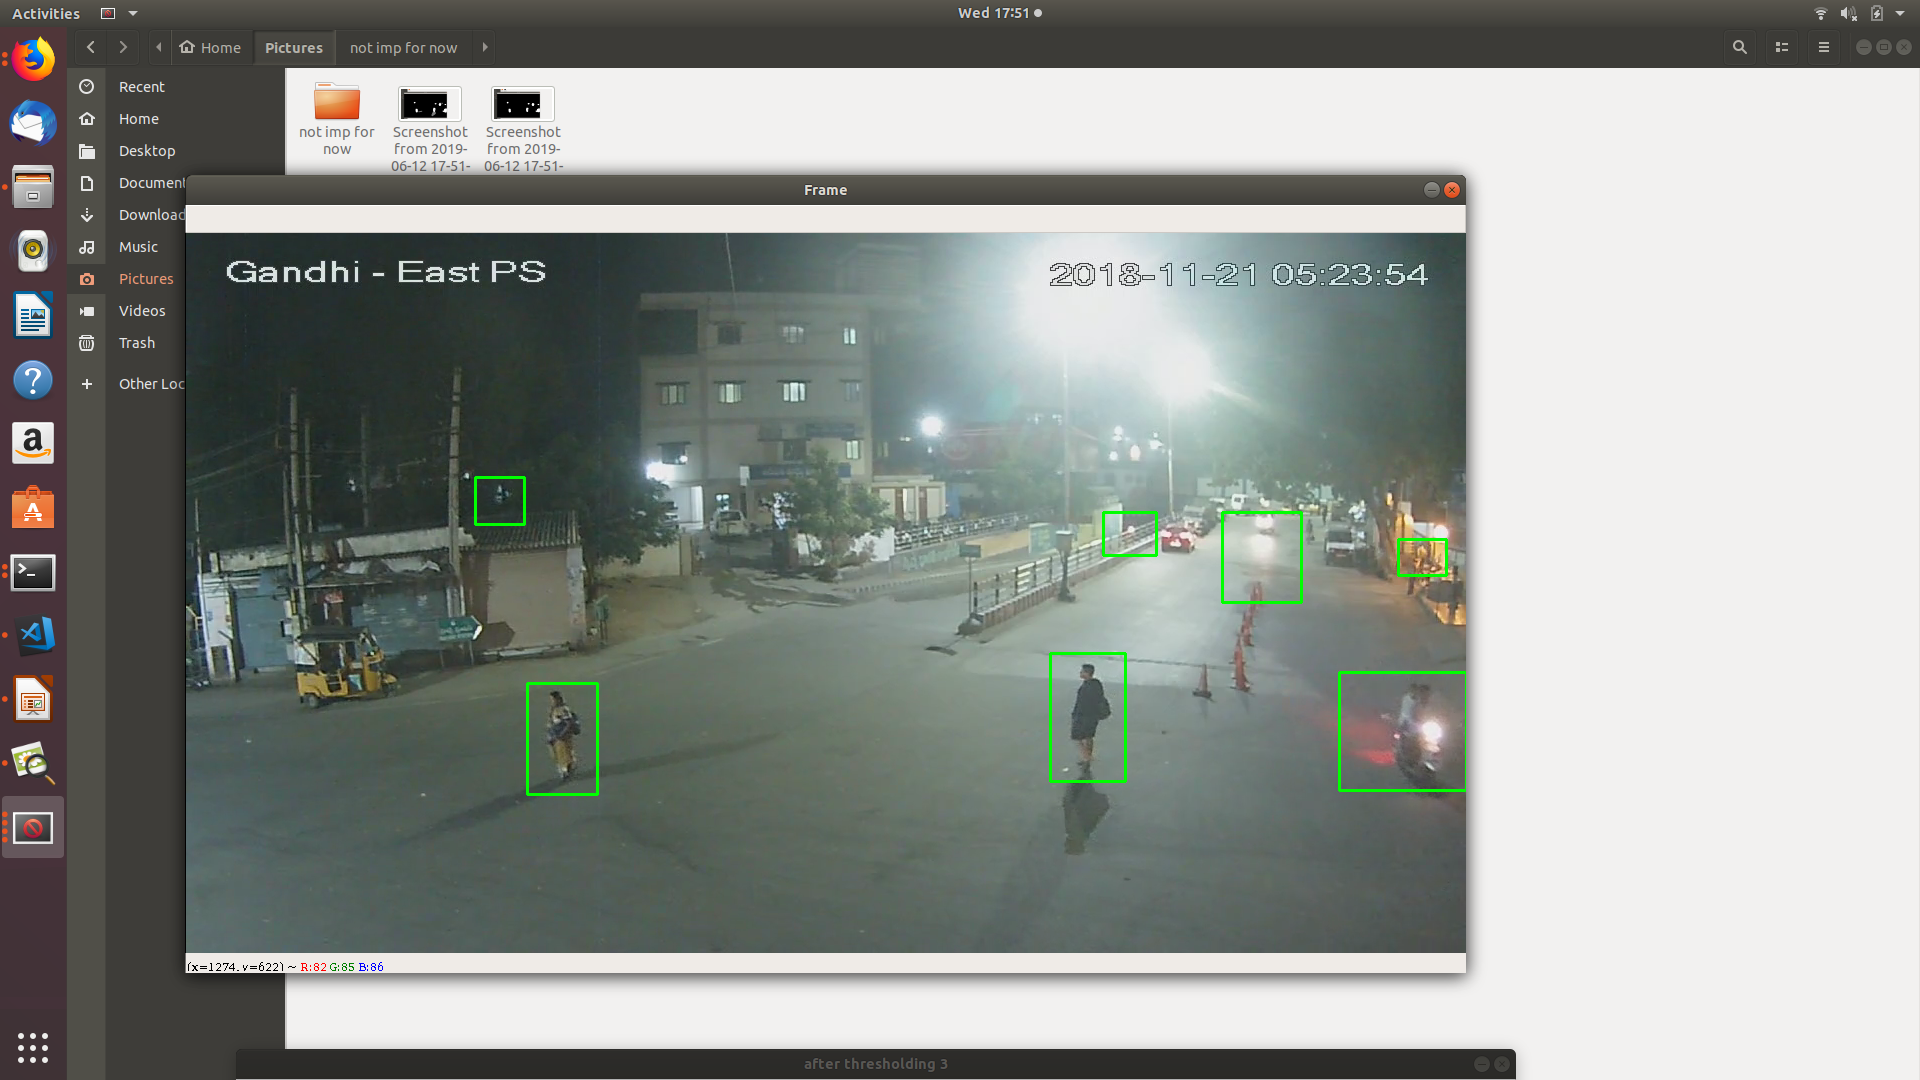 Activities
Wed 17:51
Home
Pictures
not imp for now
Recent
Home
Desktop
Document
Download
Music
Pictures
Videos
Trash
Other Loc
not imp for
now
Screenshot
from 2019-
06-12 17-51-
Screenshot
from 2019-
06-12 17-51-
Frame
Gandhi - East PS
2018-11-21 05:23:54
(x=1274, y=622) ~ R:82 G:85 B:86
after thresholding 3